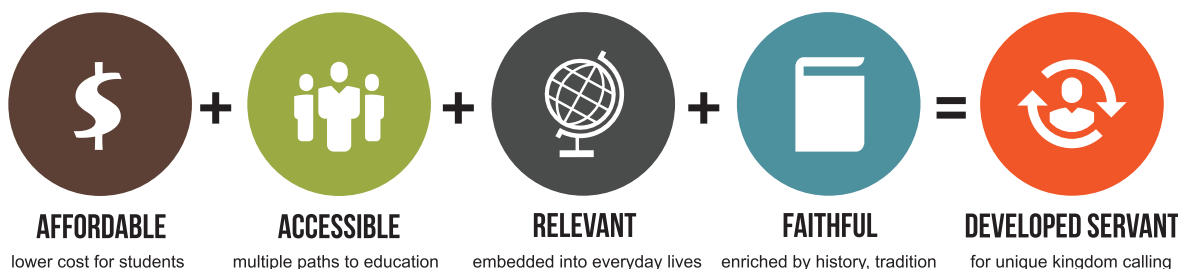 $
+ + + =
AFFORDABLE ACCESSIBLE RELEVANT FAITHFUL DEVELOPED SERVANT
lower cost for students multiple paths to education embedded into everyday lives enriched by history, tradition for unique kingdom calling